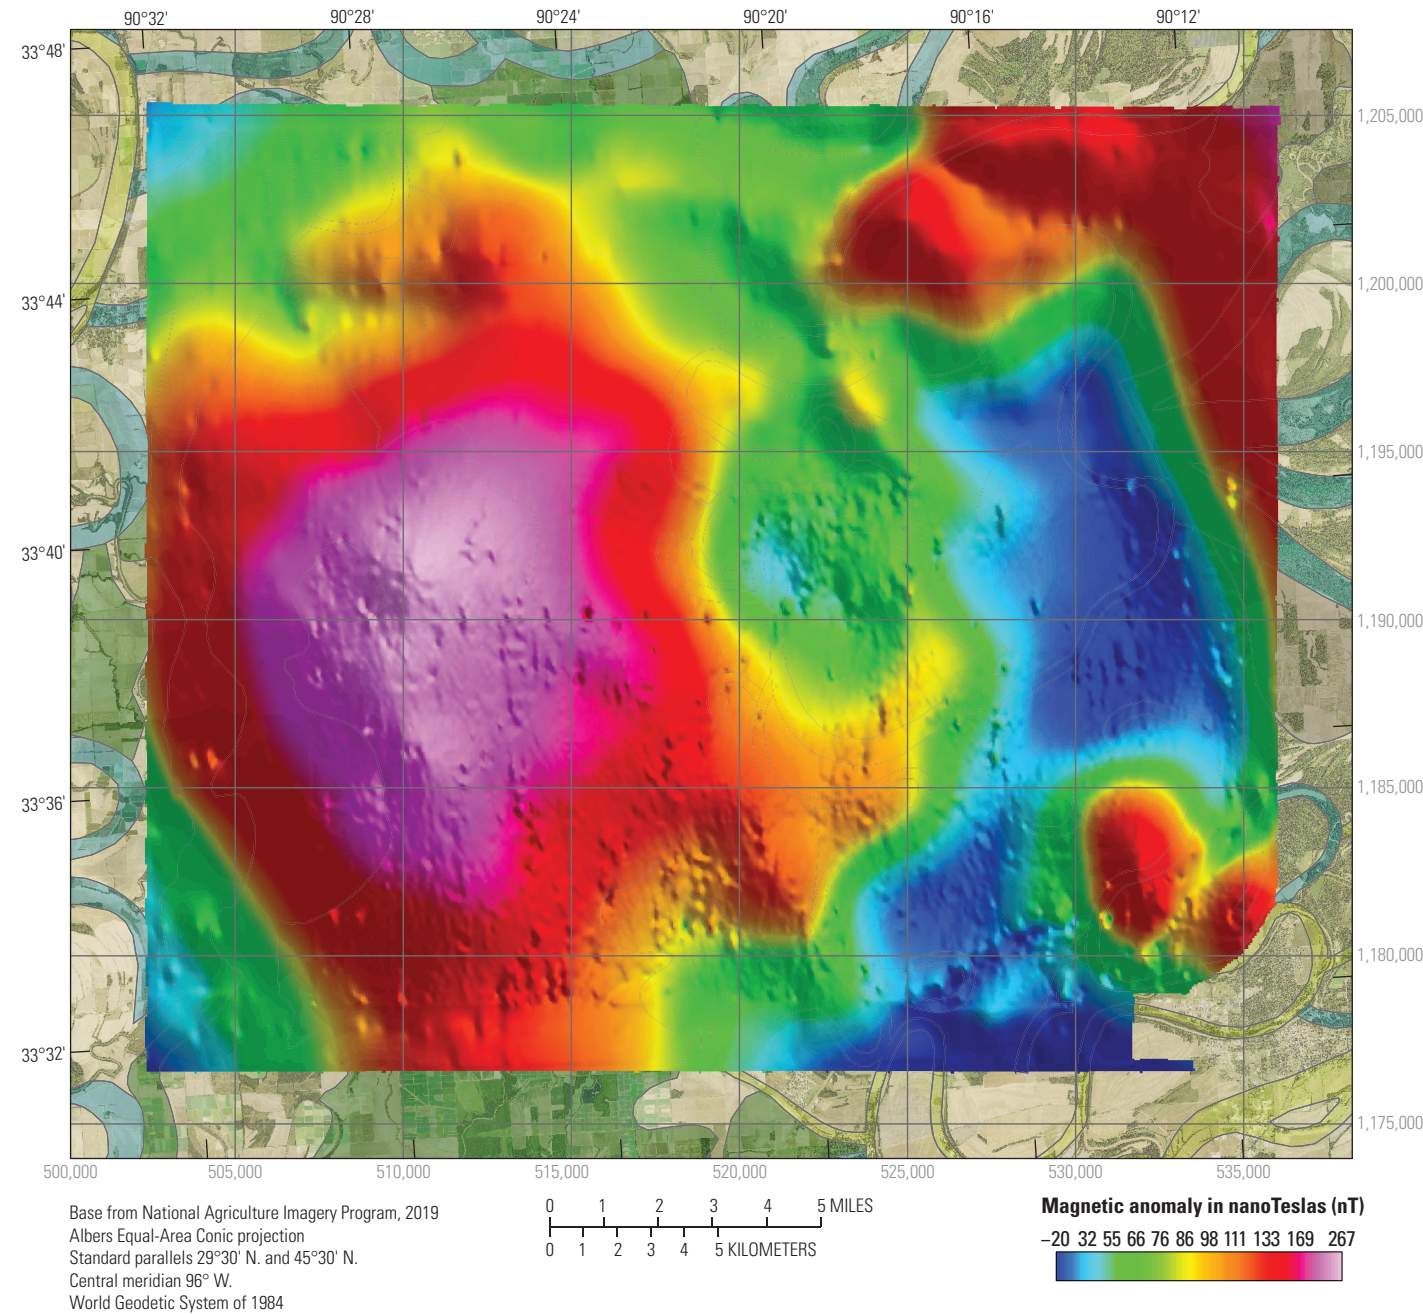 90°32'
90°28'
90°24'
90°20'
90°16'
90°12'
33°48'
33°44'
33°40'
33°36'
33°32'
1,205,000
1,200,000
1,195,000
1,190,000
1,185,000
1,180,000
1,175,000
500,000
505,000
510,000
515,000
520,000
525,000
530,000
535,000
Base from National Agriculture Imagery Program, 2019
Albers Equal-Area Conic projection
Standard parallels 29°30' N. and 45°30' N.
Central meridian 96° W.
World Geodetic System of 1984
0 1 2 3 4 5 MILES
0 1 2 3 4 5 KILOMETERS
Magnetic anomaly in nanoTeslas (nT)
–20 32 55 66 76 86 98 111 133 169 267